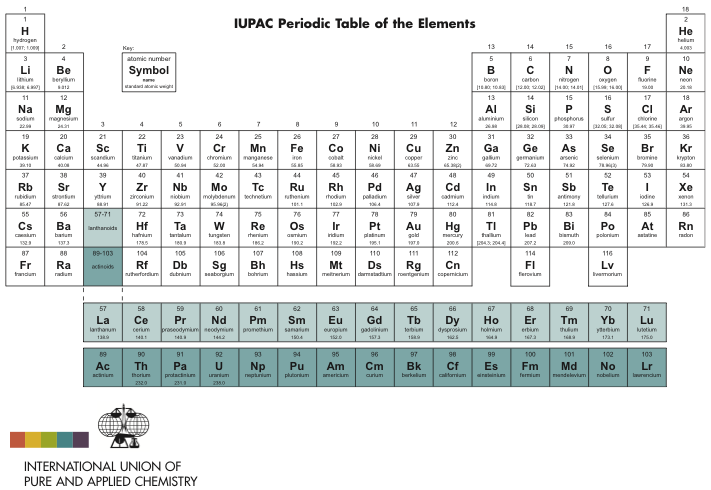 IUPAC Periodic Table of the Elements
1 18
1 2
H He
hydrogen helium
[1.007; 1.009] 4.003
2 13 14 15 16 17
Key:
atomic number
Symbol
name
standard atomic weight
3 4 5 6 7 8 9 10
Li Be B C N O F Ne
lithium beryllium boron carbon nitrogen oxygen fluorine neon
[6.938; 6.997] 9.012 [10.80; 10.83] [12.00; 12.02] [14.00; 14.01] [15.99; 16.00] 19.00 20.18
11 12 13 14 15 16 17 18
Na Mg Al Si P S Cl Ar
sodium magnesium aluminium silicon phosphorus sulfur chlorine argon
22.99 24.31 26.98 [28.08; 28.09] 30.97 [32.05; 32.08] [35.44; 35.46] 39.95
3 4 5 6 7 8 9 10 11 12
19 20 21 22 23 24 25 26 27 28 29 30 31 32 33 34 35 36
K Ca Sc Ti V Cr Mn Fe Co Ni Cu Zn Ga Ge As Se Br Kr
potassium calcium scandium titanium vanadium chromium manganese iron cobalt nickel copper zinc gallium germanium arsenic selenium bromine krypton
39.10 40.08 44.96 47.87 50.94 52.00 54.94 55.85 58.93 58.69 63.55 65.38(2) 69.72 72.63 74.92 78.96(3) 79.90 83.80
37 38 39 40 41 42 43 44 45 46 47 48 49 50 51 52 53 54
Rb Sr Y Zr Nb Mo Tc Ru Rh Pd Ag Cd In Sn Sb Te I Xe
rubidium strontium yttrium zirconium niobium molybdenum technetium ruthenium rhodium palladium silver cadmium indium tin antimony tellurium iodine xenon
85.47 87.62 88.91 91.22 92.91 95.96(2) 101.1 102.9 106.4 107.9 112.4 114.8 118.7 121.8 127.6 126.9 131.3
55 56 57-71 72 73 74 75 76 77 78 79 80 81 82 83 84 85 86
Cs Ba lanthanoids Hf Ta W Re Os Ir Pt Au Hg Tl Pb Bi Po At Rn
caesium barium hafnium tantalum tungsten rhenium osmium iridium platinum gold mercury thallium lead bismuth polonium astatine radon
132.9 137.3 178.5 180.9 183.8 186.2 190.2 192.2 195.1 197.0 200.6 [204.3; 204.4] 207.2 209.0
87 88 89-103 104 105 106 107 108 109 110 111 112 114 116
Fr Ra actinoids Rf Db Sg Bh Hs Mt Ds Rg Cn Fl Lv
francium radium rutherfordium dubnium seaborgium bohrium hassium meitnerium darmstadtium roentgenium copernicium flerovium livermorium
57 58 59 60 61 62 63 64 65 66 67 68 69 70 71
La Ce Pr Nd Pm Sm Eu Gd Tb Dy Ho Er Tm Yb Lu
lanthanum cerium praseodymium neodymium promethium samarium europium gadolinium terbium dysprosium holmium erbium thulium ytterbium lutetium
138.9 140.1 140.9 144.2 150.4 152.0 157.3 158.9 162.5 164.9 167.3 168.9 173.1 175.0
89 90 91 92 93 94 95 96 97 98 99 100 101 102 103
Ac Th Pa U Np Pu Am Cm Bk Cf Es Fm Md No Lr
actinium thorium protactinium uranium neptunium plutonium americium curium berkelium californium einsteinium fermium mendelevium nobelium lawrencium
232.0 231.0 238.0
INTERNATIONAL UNION OF
PURE AND APPLIED CHEMISTRY